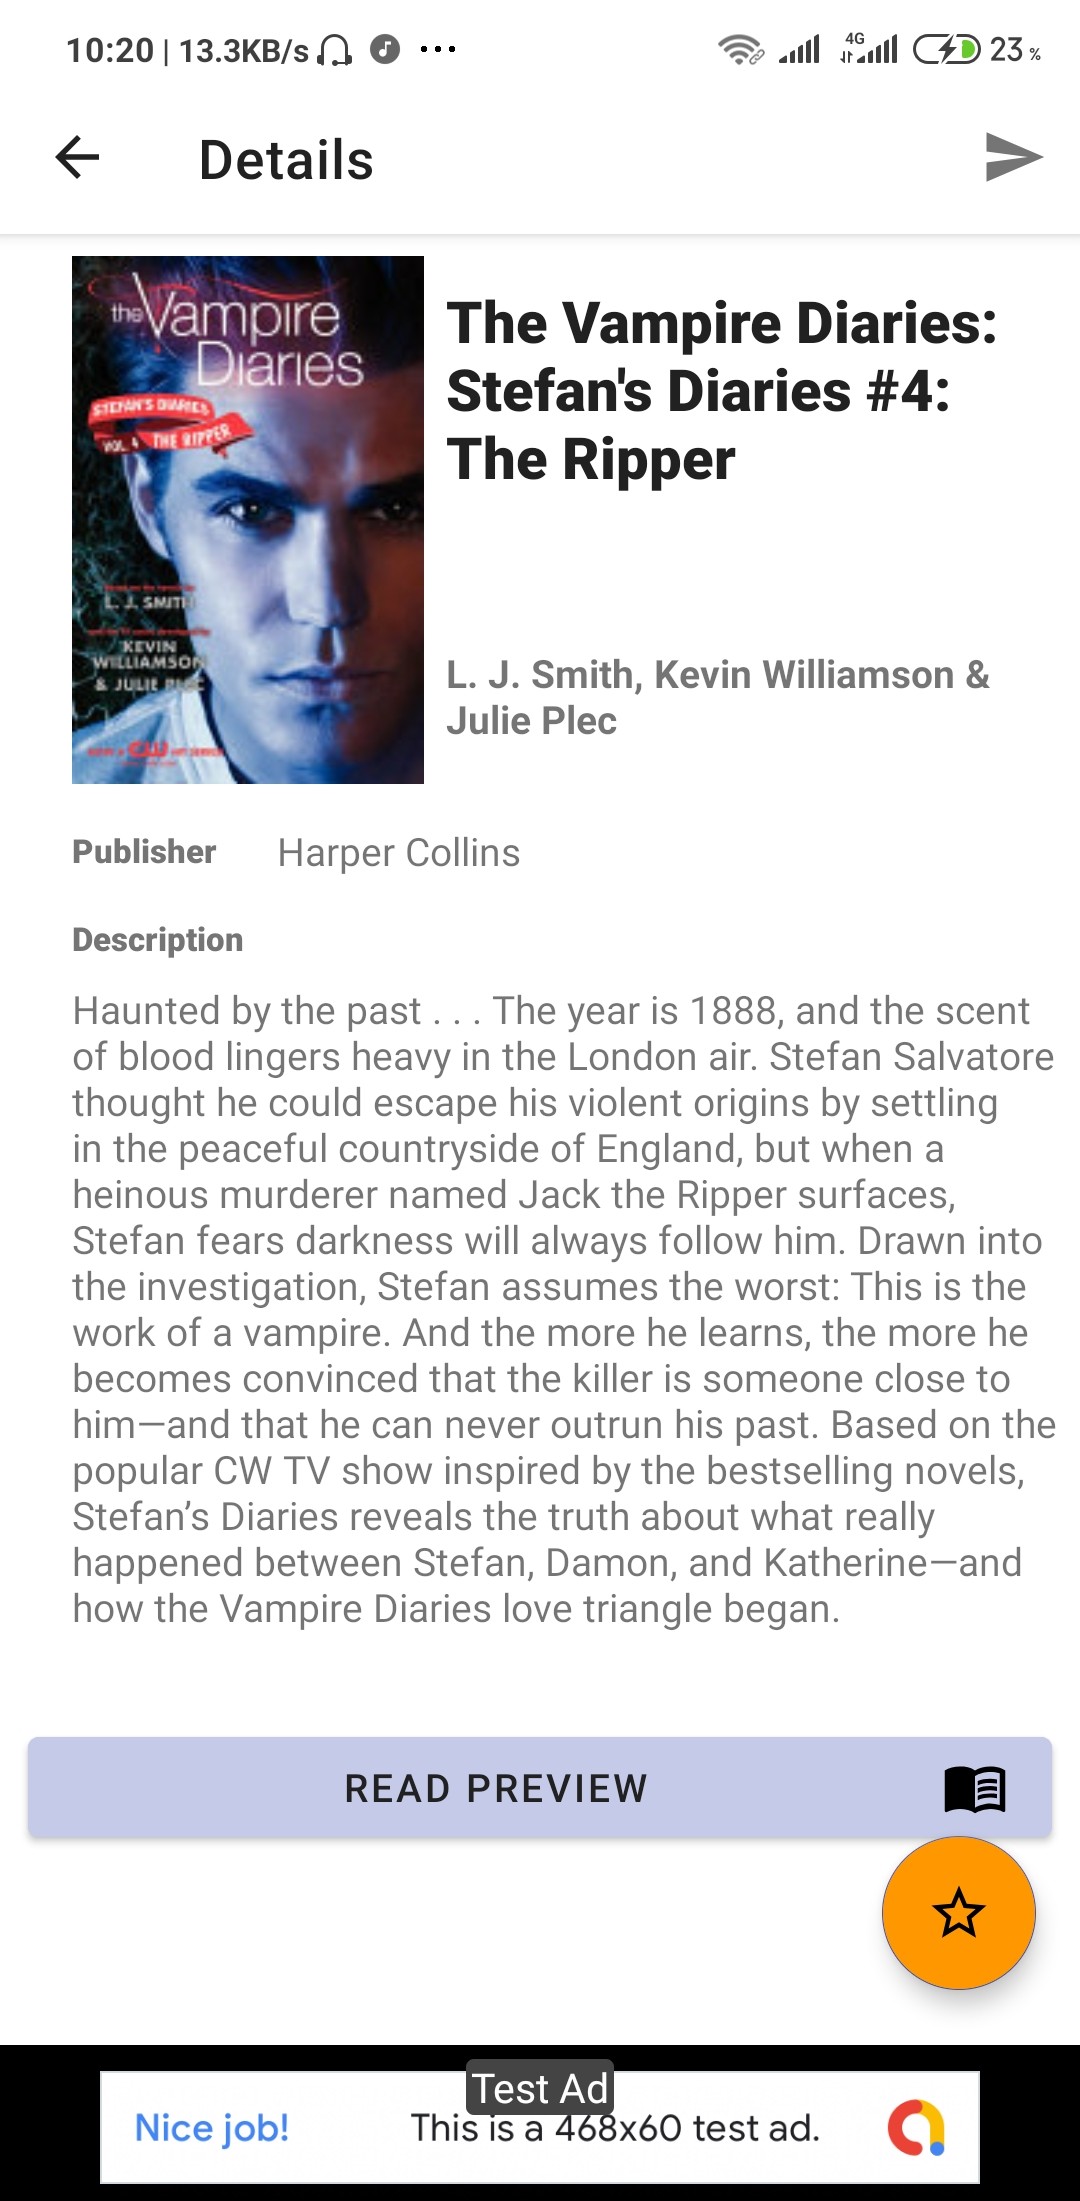 10:20 | 13.3KB/s
4G
23 %
Details
the Vampire
Diaries
STEFAN'S DIARIES
VOL. 4 THE RIPPER
L. J. SMITH
KEVIN
WILLIAMSON
& JULIE PLEC
CW
The Vampire Diaries:
Stefan's Diaries #4:
The Ripper
L. J. Smith, Kevin Williamson &
Julie Plec
Publisher Harper Collins
Description
Haunted by the past . . . The year is 1888, and the scent
of blood lingers heavy in the London air. Stefan Salvatore
thought he could escape his violent origins by settling
in the peaceful countryside of England, but when a
heinous murderer named Jack the Ripper surfaces,
Stefan fears darkness will always follow him. Drawn into
the investigation, Stefan assumes the worst: This is the
work of a vampire. And the more he learns, the more he
becomes convinced that the killer is someone close to
him—and that he can never outrun his past. Based on the
popular CW TV show inspired by the bestselling novels,
Stefan’s Diaries reveals the truth about what really
happened between Stefan, Damon, and Katherine—and
how the Vampire Diaries love triangle began.
READ PREVIEW
Test Ad
Nice job! This is a 468x60 test ad.